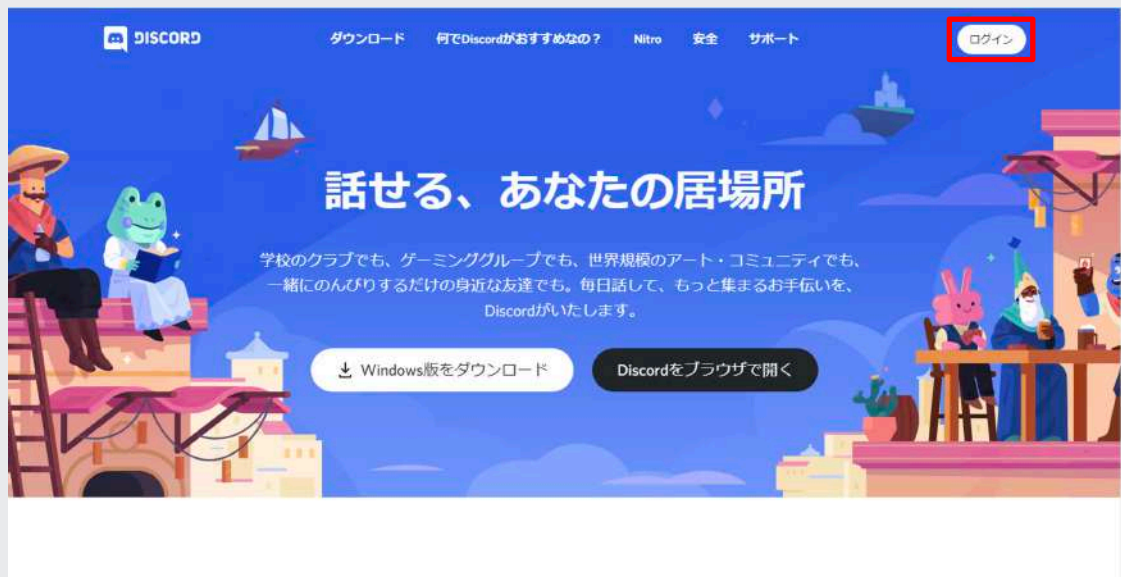 DISCORD
ダウンロード
何でDiscordがおすすめなの？
Nitro
安全
サポート
ログイン
話せる、あなたの居場所
学校のクラブでも、ゲーミンググループでも、世界規模のアート・コミュニティでも、
一緒にのんびりするだけの身近な友達でも。毎日話して、もっと集まるお手伝いを、
Discordがいたします。
Windows版をダウンロード
Discordをブラウザで開く